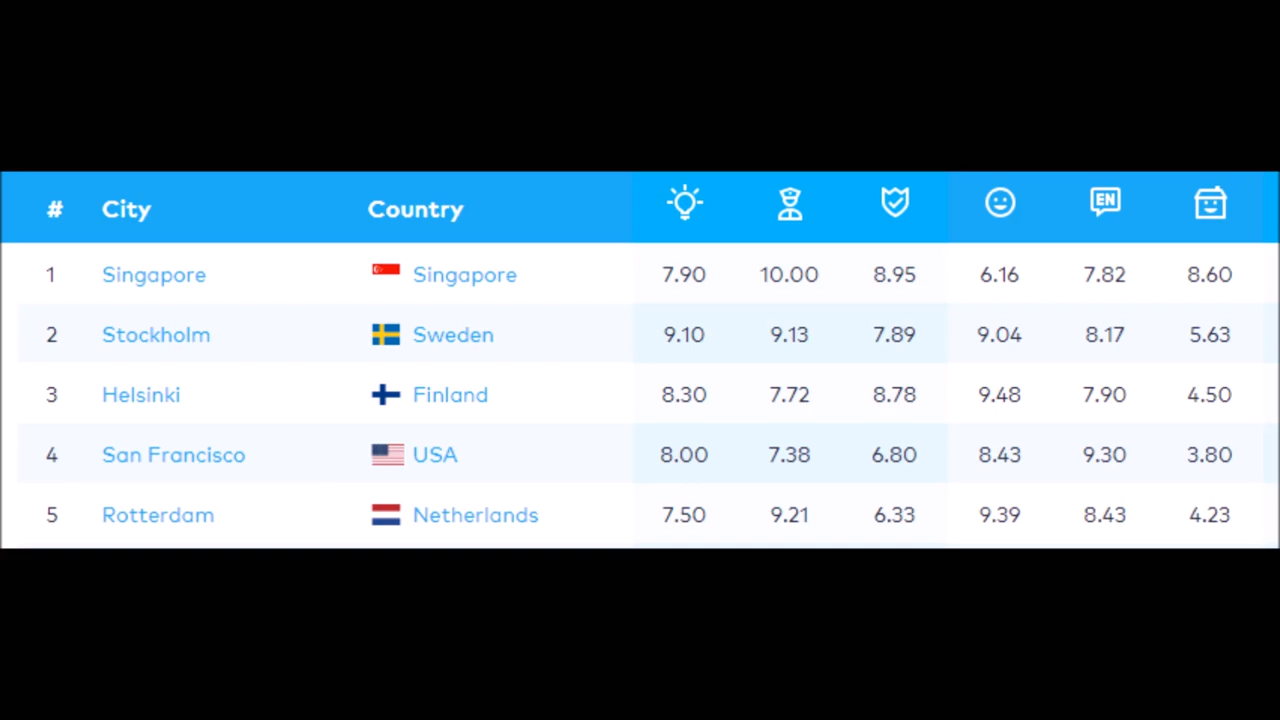 # City Country EN
1 Singapore Singapore 7.90 10.00 8.95 6.16 7.82 8.60
2 Stockholm Sweden 9.10 9.13 7.89 9.04 8.17 5.63
3 Helsinki Finland 8.30 7.72 8.78 9.48 7.90 4.50
4 San Francisco USA 8.00 7.38 6.80 8.43 9.30 3.80
5 Rotterdam Netherlands 7.50 9.21 6.33 9.39 8.43 4.23